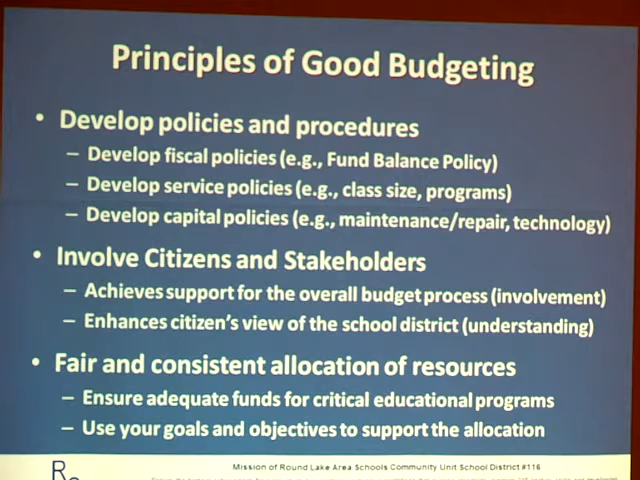 Principles of Good Budgeting
• Develop policies and procedures
– Develop fiscal policies (e.g., Fund Balance Policy)
– Develop service policies (e.g., class size, programs)
– Develop capital policies (e.g., maintenance/repair, technology)
• Involve Citizens and Stakeholders
– Achieves support for the overall budget process (involvement)
– Enhances citizen's view of the school district (understanding)
• Fair and consistent allocation of resources
– Ensure adequate funds for critical educational programs
– Use your goals and objectives to support the allocation
R
Mission of Round Lake Area Schools Community Unit School District #116